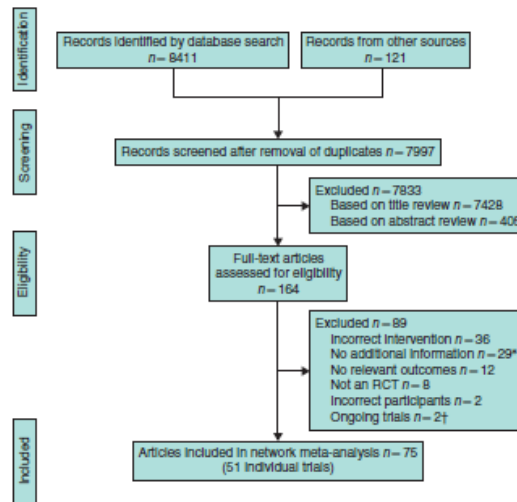 Identification
Records identified by database search
n=8411
Records from other sources
n=121
Screening
Records screened after removal of duplicates n=7997
Excluded n=7833
Based on title review n=7428
Based on abstract review n=406
Eligibility
Full-text articles
assessed for eligibility
n=164
Excluded n=89
Incorrect intervention n=36
No additional information n=29*
No relevant outcomes n=12
Not an RCT n=8
Incorrect participants n=2
Ongoing trials n=2†
Included
Articles included in network meta-analysis n=75
(51 individual trials)